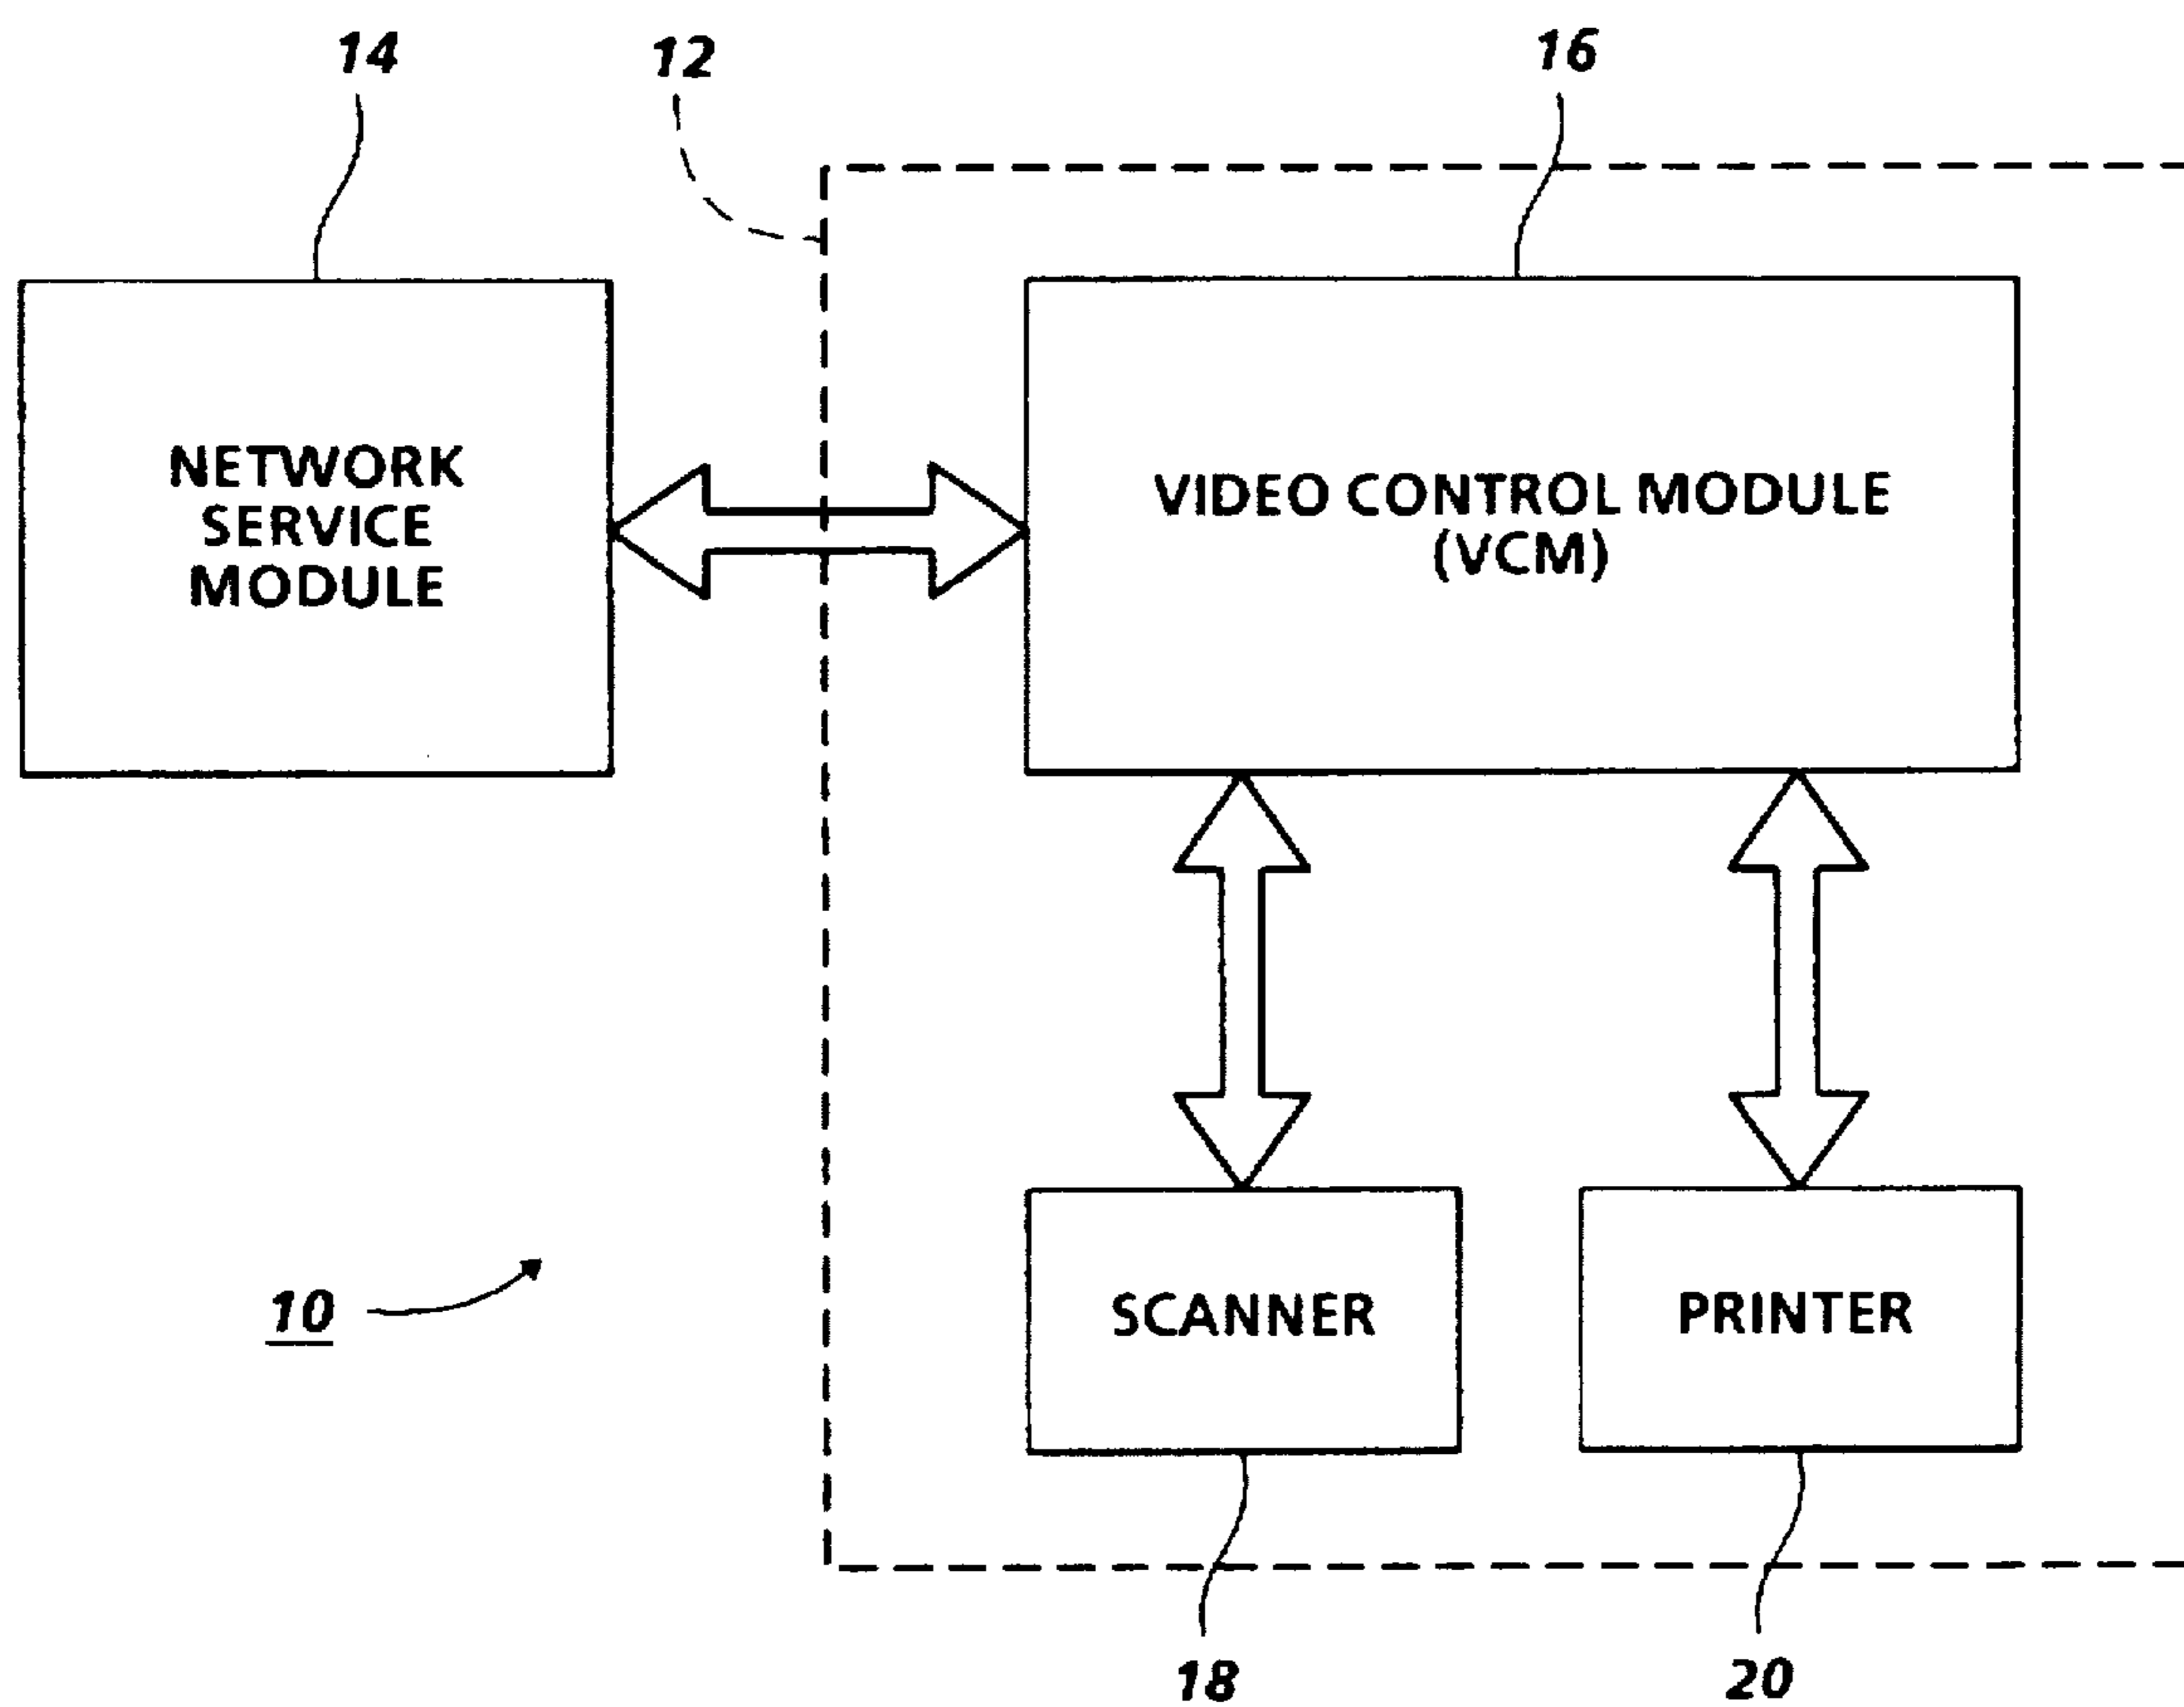 14
12
16
NETWORK
SERVICE
MODULE
VIDEO CONTROL MODULE
(VCM)
10
SCANNER
PRINTER
18
20